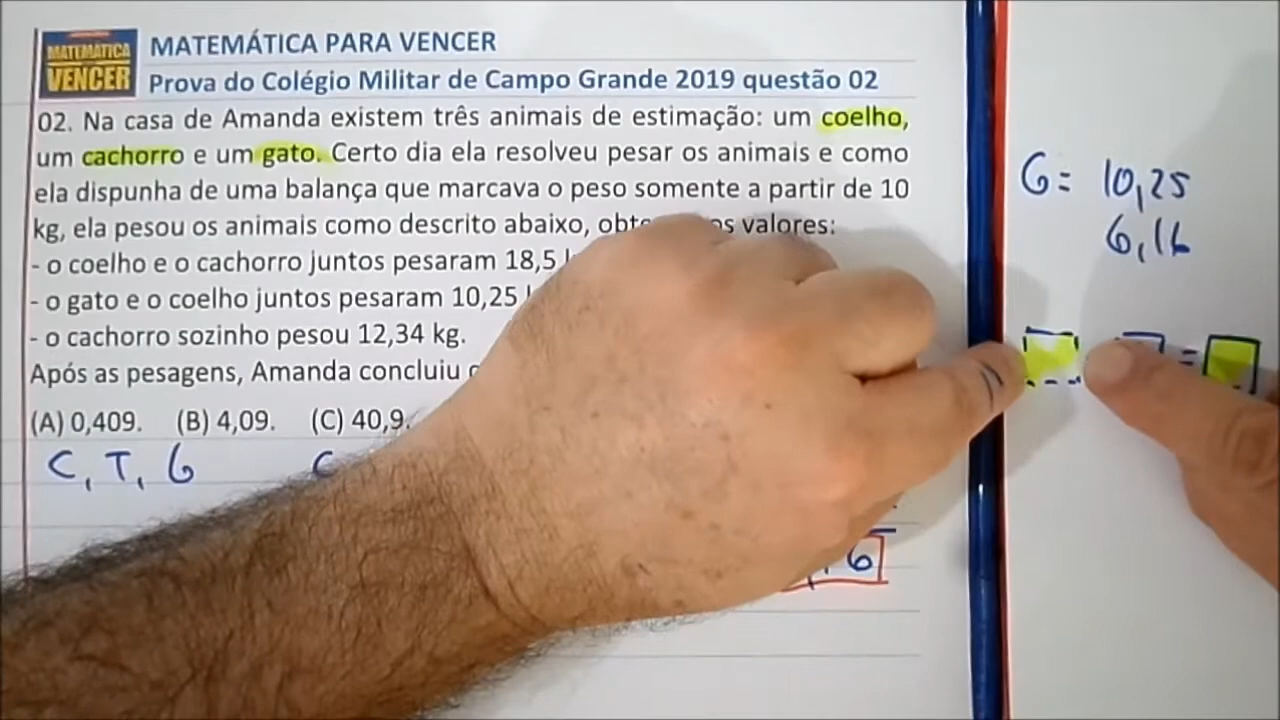 MATEMÁTICA
VENCER
MATEMÁTICA PARA VENCER
Prova do Colégio Militar de Campo Grande 2019 questão 02
02. Na casa de Amanda existem três animais de estimação: um coelho,
um cachorro e um gato. Certo dia ela resolveu pesar os animais e como
ela dispunha de uma balança que marcava o peso somente a partir de 10
kg, ela pesou os animais como descrito abaixo, valores:
- o coelho e o cachorro juntos pesaram 18,5
- o gato e o coelho juntos pesaram 10,25
- o cachorro sozinho pesou 12,34 kg.
Após as pesagens, Amanda concluiu
(A) 0,409. (B) 4,09. (C) 40,9.
C, T, G
G = 10,25
6,16
=